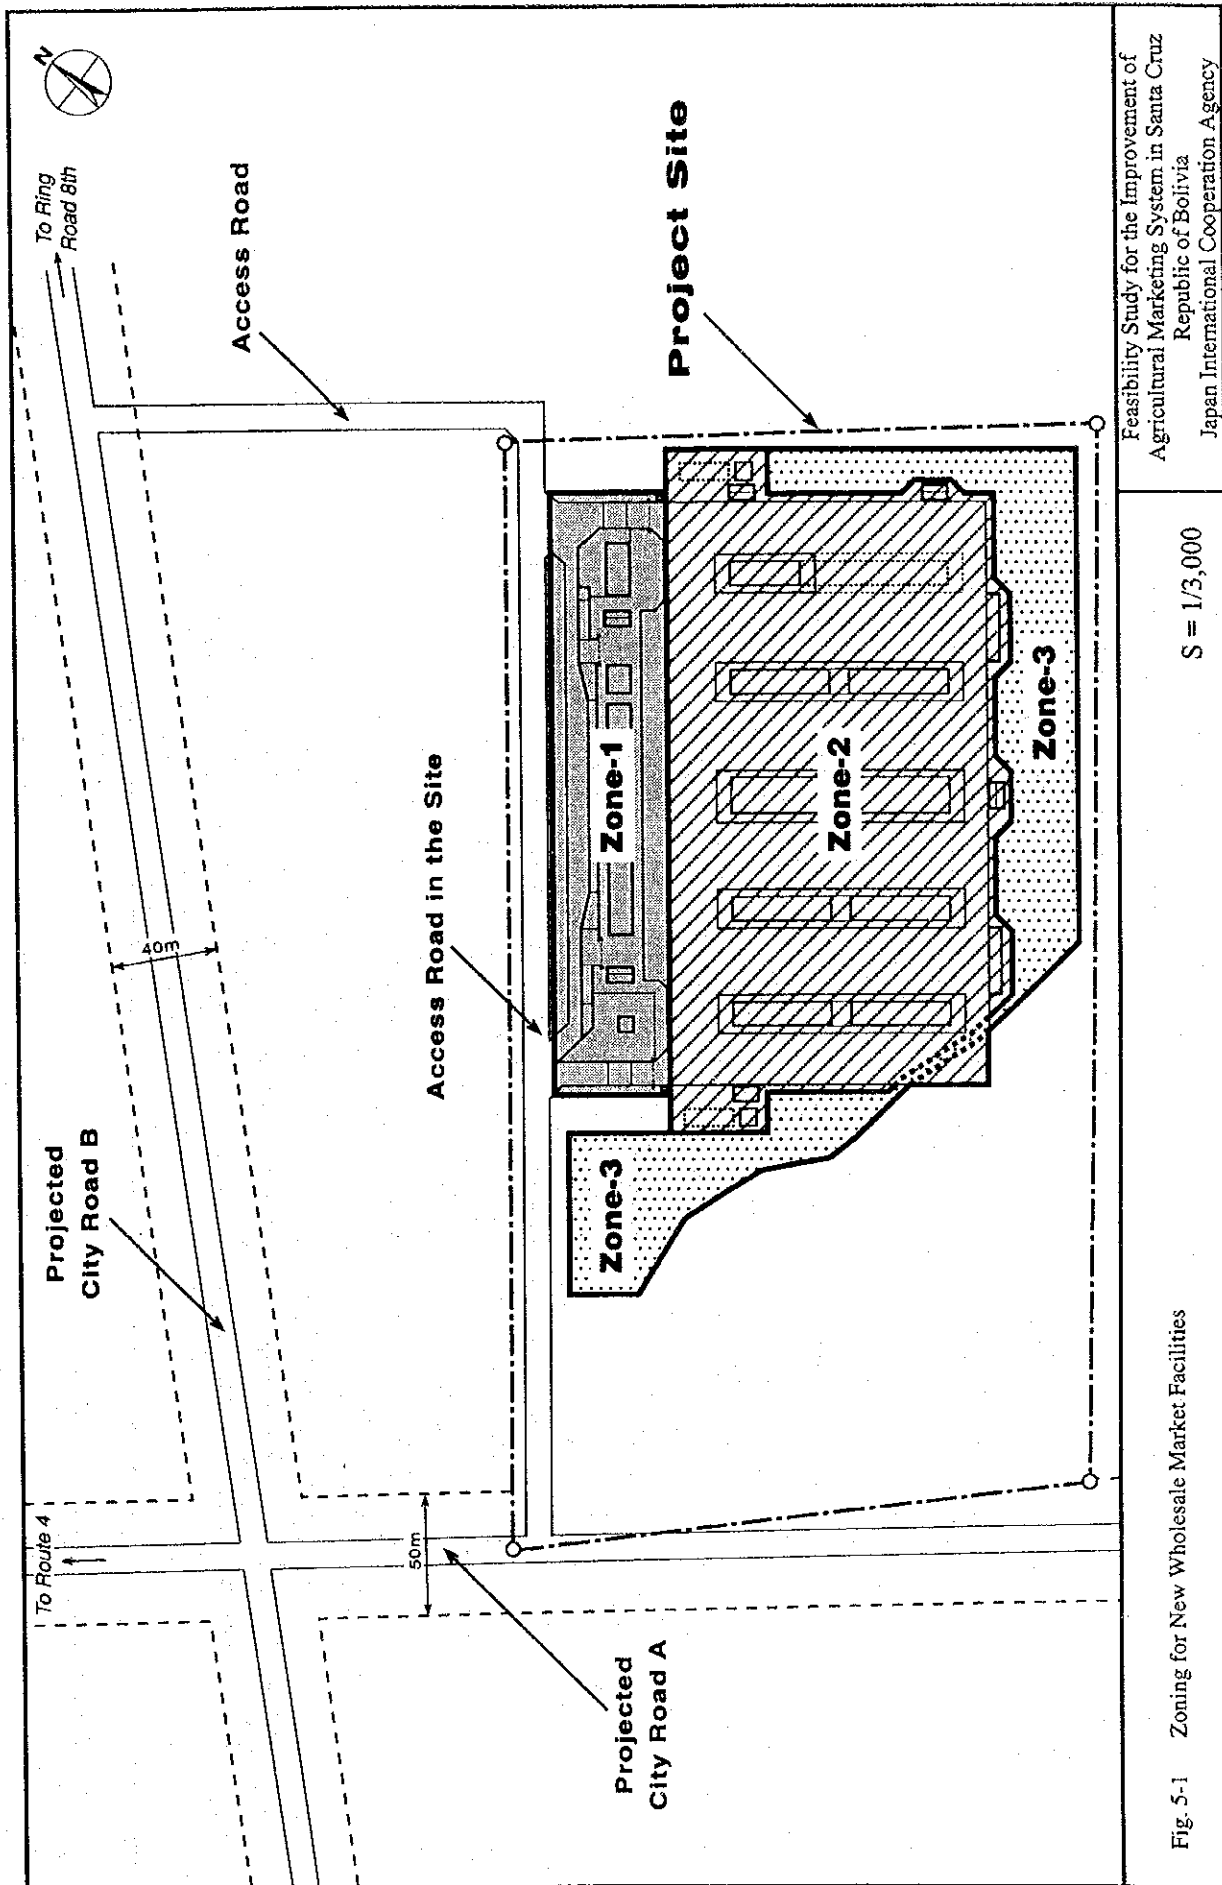 N
To Ring
Road 8th
Access Road
Project Site
Projected
City Road B
40m
Access Road in the Site
Zone-1
Zone-2
Zone-3
Zone-3
To Route 4
50m
Projected
City Road A
Fig. 5-1 Zoning for New Wholesale Market Facilities
S = 1/3,000
Feasibility Study for the Improvement of
Agricultural Marketing System in Santa Cruz
Republic of Bolivia
Japan International Cooperation Agency